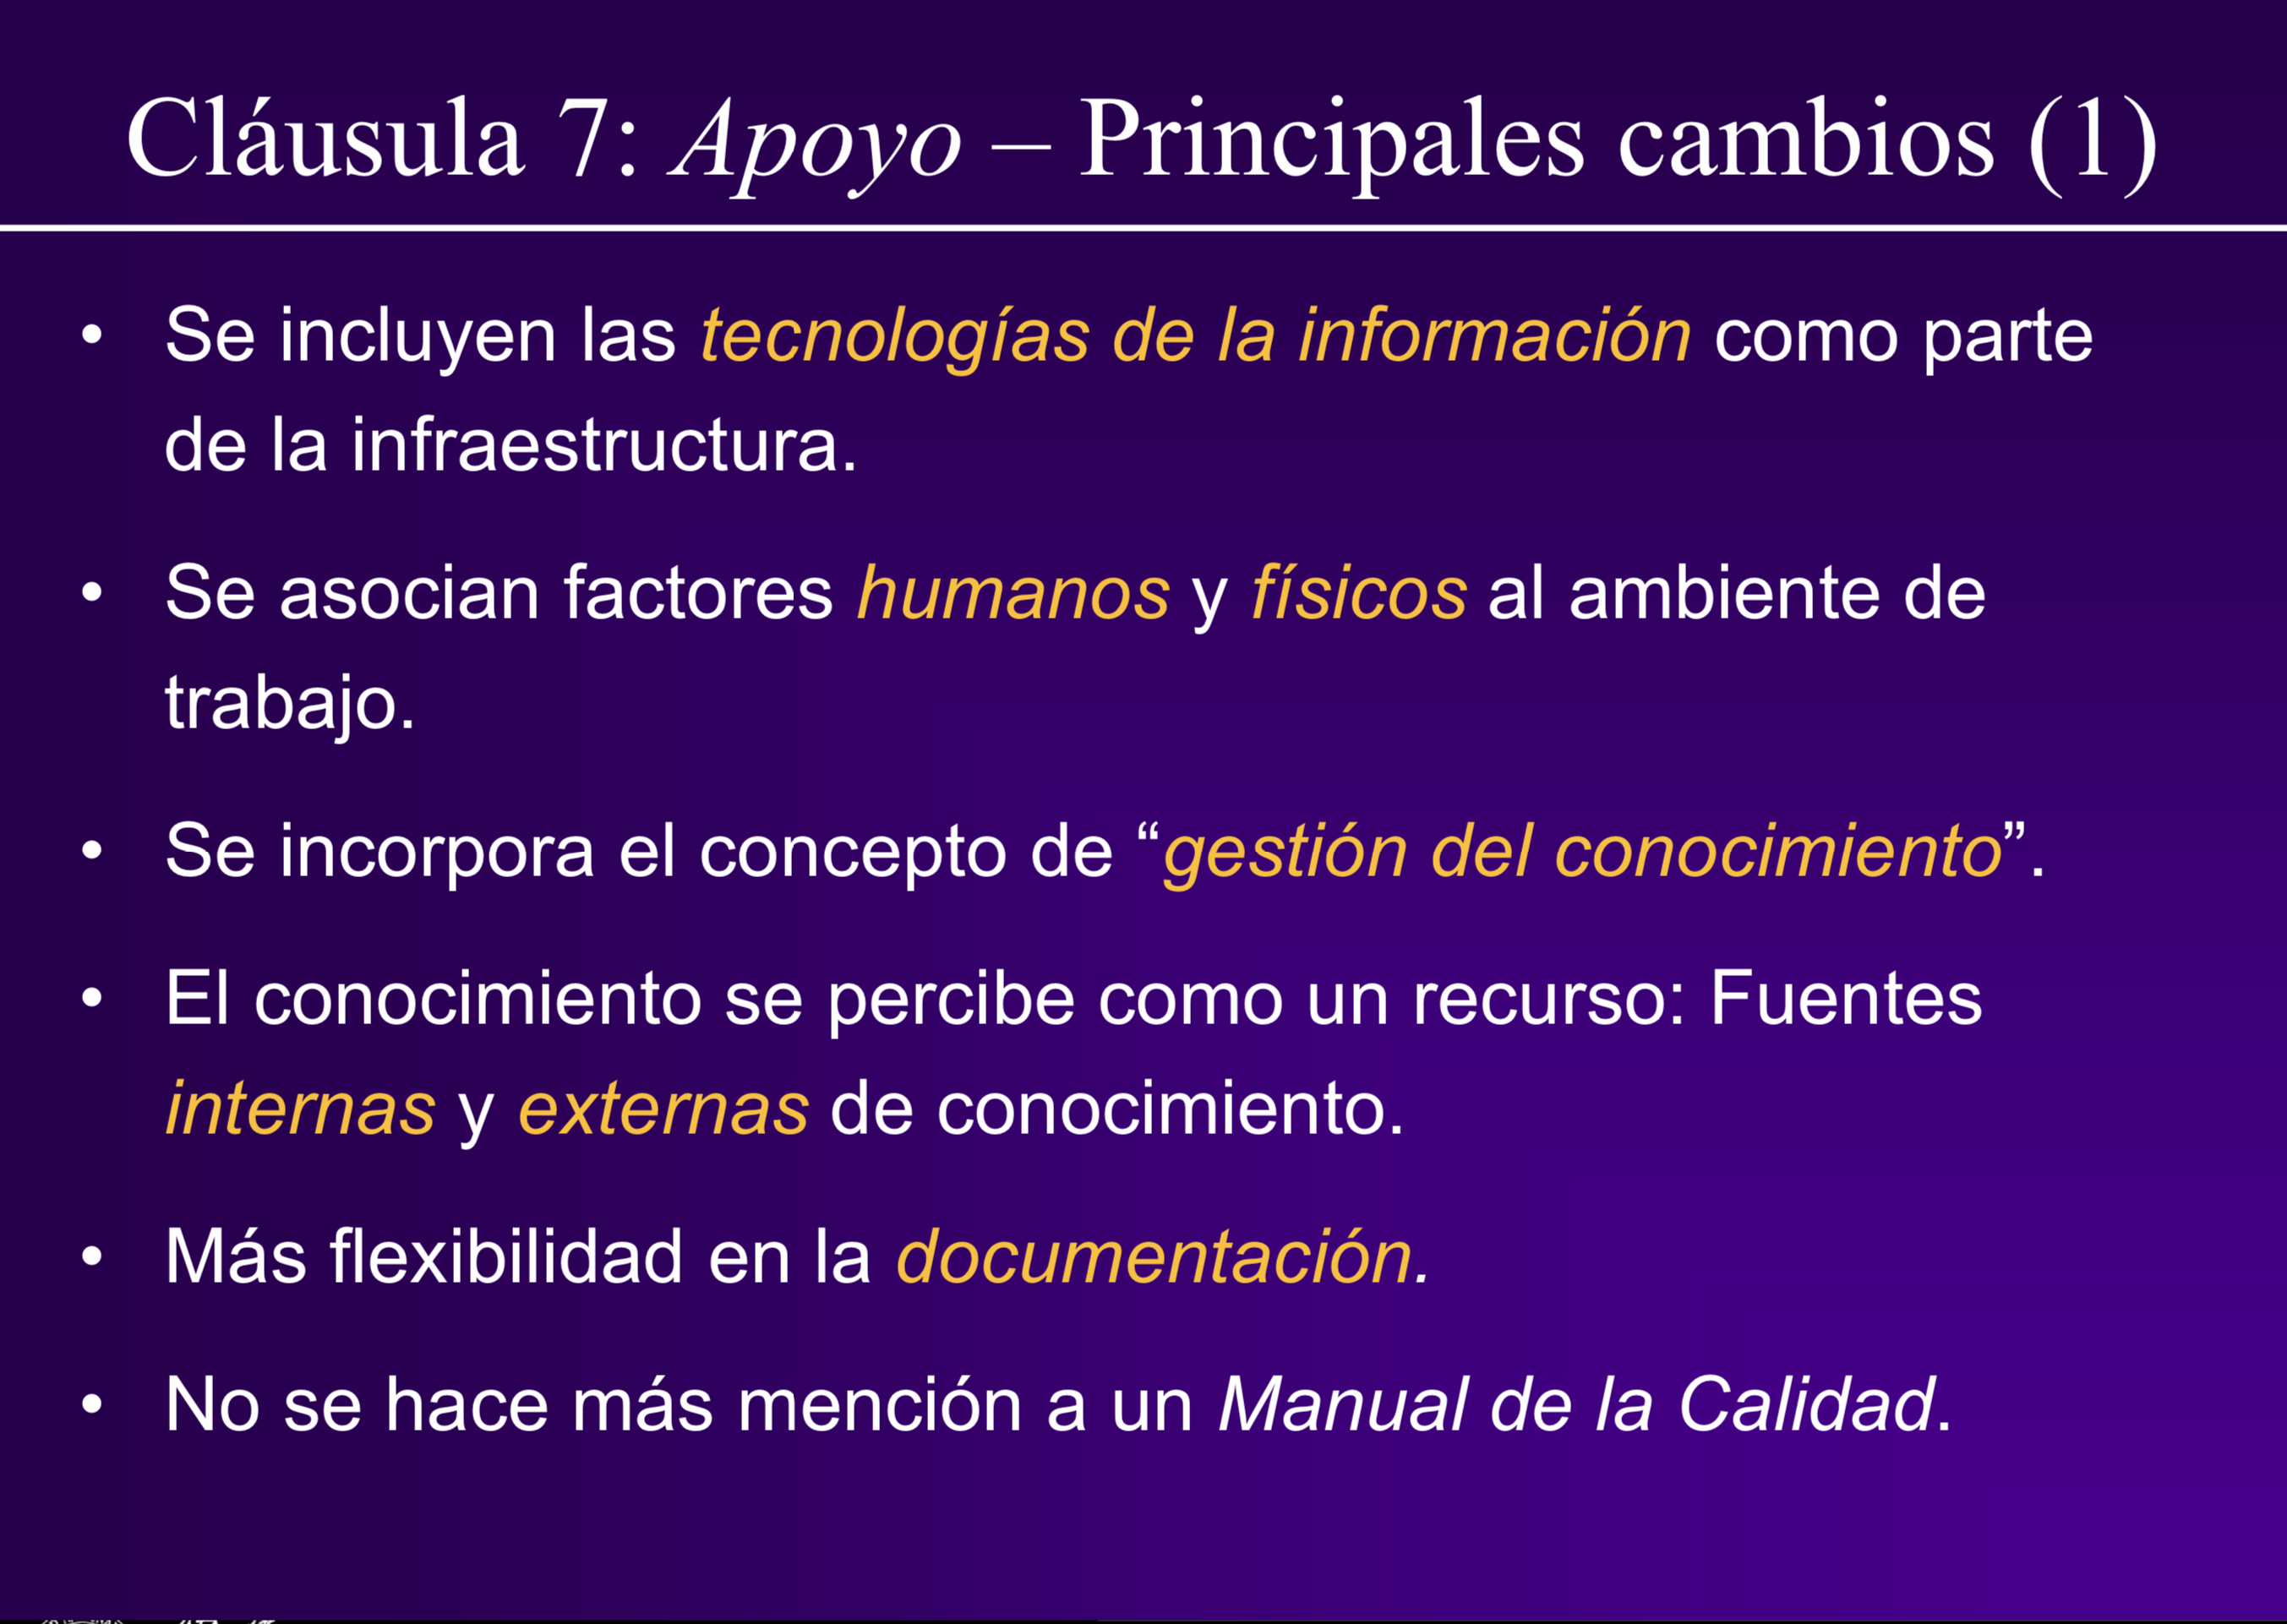 Cláusula 7: Apoyo – Principales cambios (1)
• Se incluyen las tecnologías de la información como parte
de la infraestructura.
• Se asocian factores humanos y físicos al ambiente de
trabajo.
• Se incorpora el concepto de “gestión del conocimiento”.
• El conocimiento se percibe como un recurso: Fuentes
internas y externas de conocimiento.
• Más flexibilidad en la documentación.
• No se hace más mención a un Manual de la Calidad.